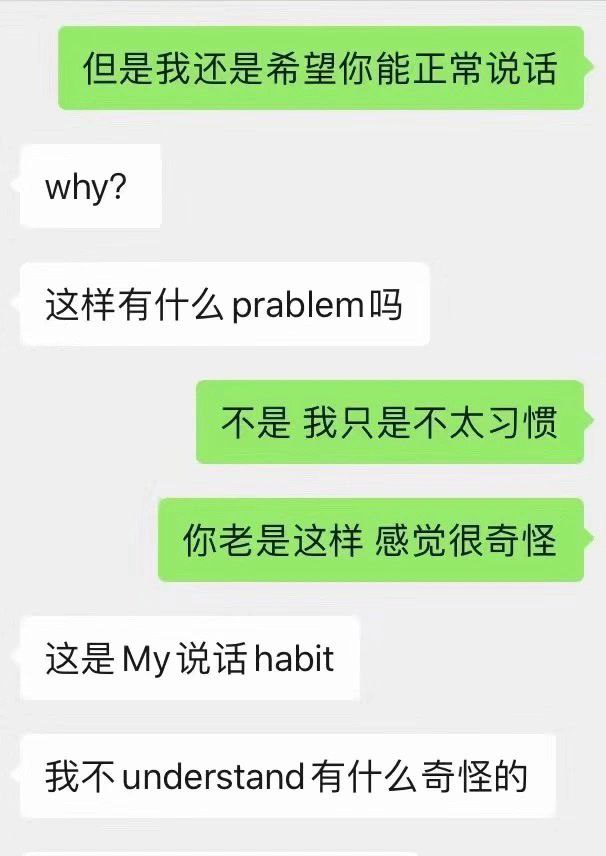 但是我还是希望你能正常说话
why?
这样有什么prablem吗
不是 我只是不太习惯
你老是这样 感觉很奇怪
这是My说话habit
我不understand有什么奇怪的